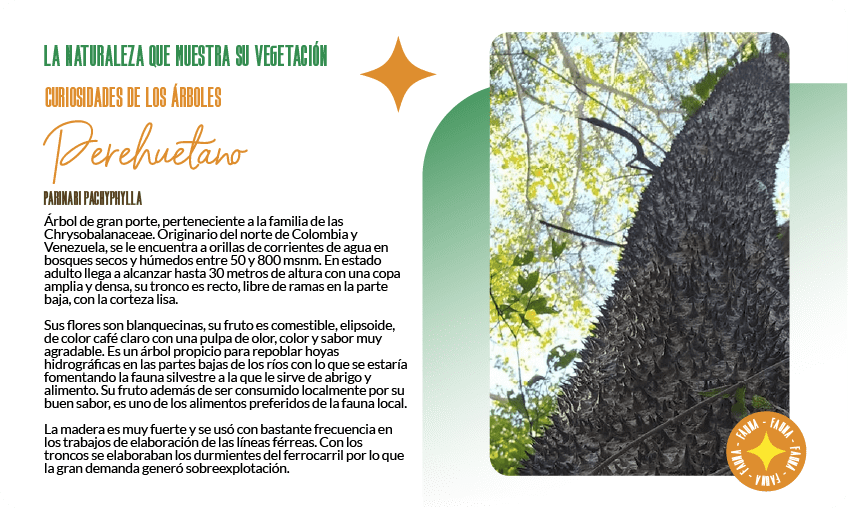 LA NATURALEZA QUE MUESTRA SU VEGETACIÓN
CURIOSIDADES DE LOS ÁRBOLES
Perehuetano
PARINARI PACHYPHYLLA
Árbol de gran porte, perteneciente a la familia de las
Chrysobalanaceae. Originario del norte de Colombia y
Venezuela, se le encuentra a orillas de corrientes de agua en
bosques secos y húmedos entre 50 y 800 msnm. En estado
adulto llega a alcanzar hasta 30 metros de altura con una copa
amplia y densa, su tronco es recto, libre de ramas en la parte
baja, con la corteza lisa.
Sus flores son blanquecinas, su fruto es comestible, elipsoide,
de color café claro con una pulpa de olor, color y sabor muy
agradable. Es un árbol propicio para repoblar hoyas
hidrográficas en las partes bajas de los ríos con lo que se estaría
fomentando la fauna silvestre a la que le sirve de abrigo y
alimento. Su fruto además de ser consumido localmente por su
buen sabor, es uno de los alimentos preferidos de la fauna local.
La madera es muy fuerte y se usó con bastante frecuencia en
los trabajos de elaboración de las líneas férreas. Con los
troncos se elaboraban los durmientes del ferrocarril por lo que
la gran demanda generó sobreexplotación.
FAUNA - FAUNA - FAUNA - FAUNA - FAUNA -